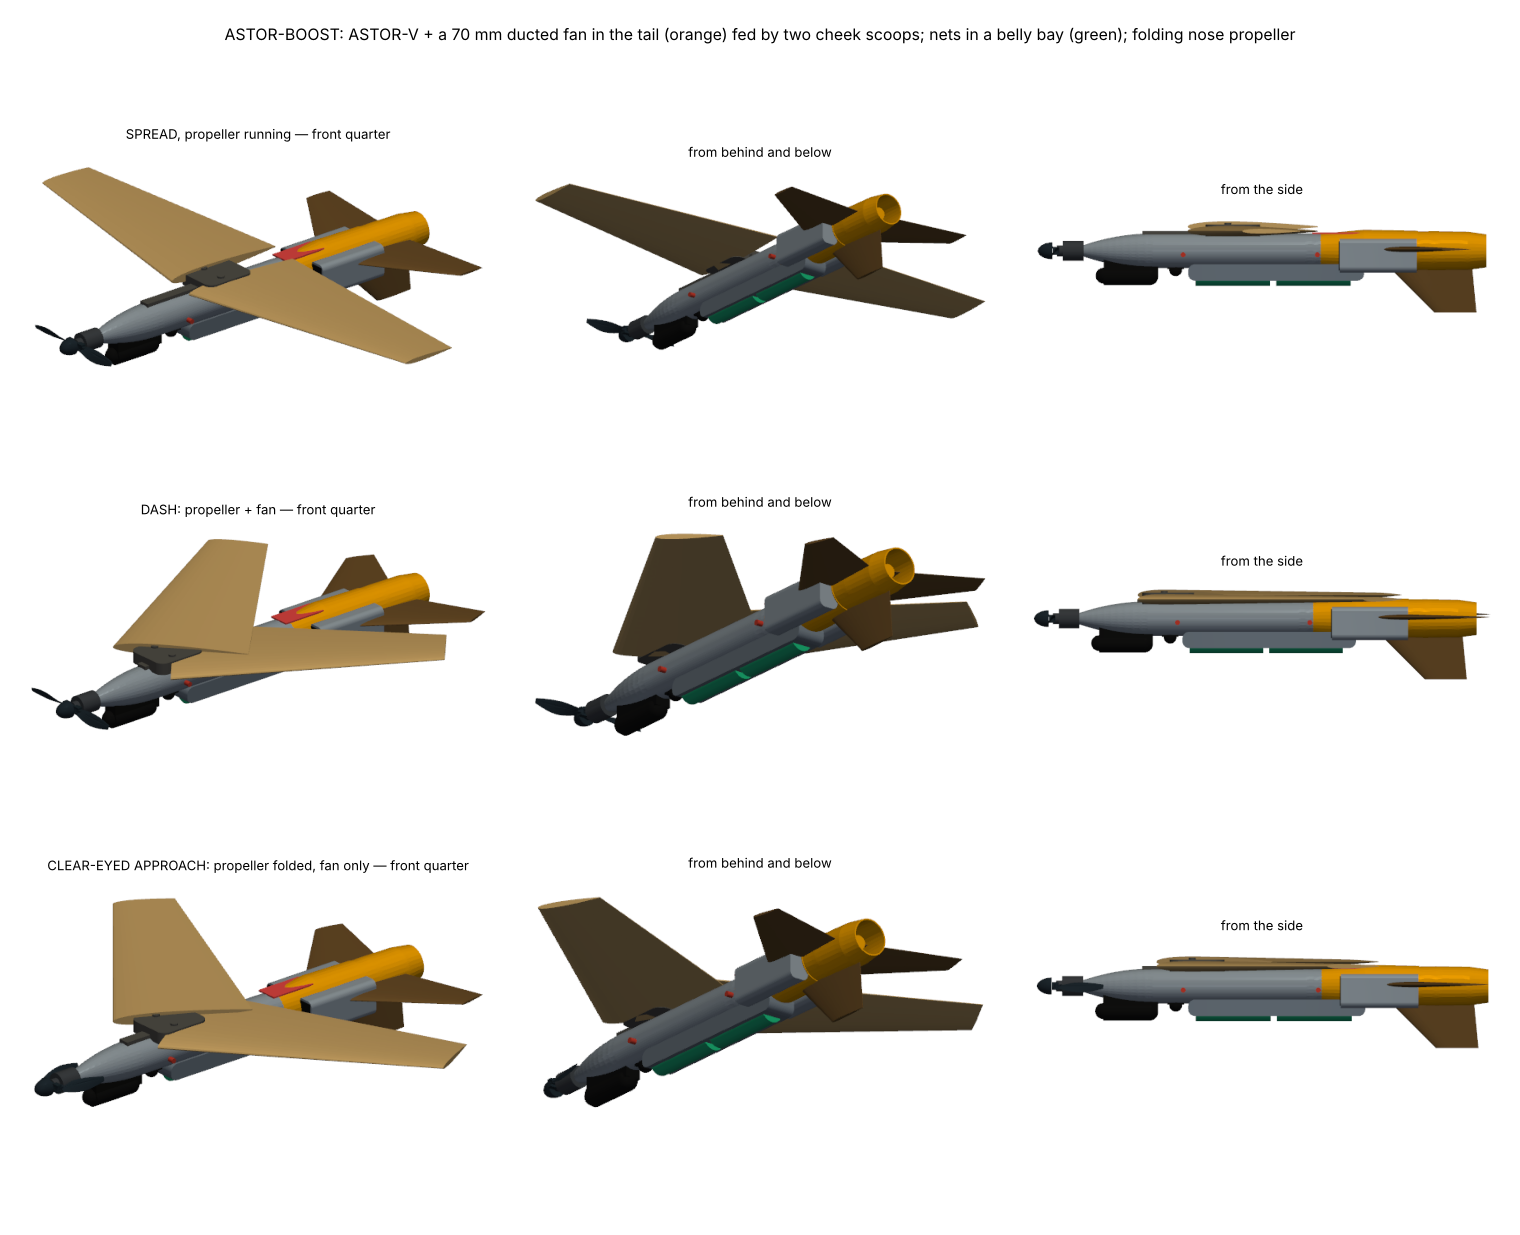 ASTOR-BOOST: ASTOR-V + a 70 mm ducted fan in the tail (orange) fed by two cheek scoops; nets in a belly bay (green); folding nose propeller
SPREAD, propeller running — front quarter
from behind and below
from the side
DASH: propeller + fan — front quarter
from behind and below
from the side
CLEAR-EYED APPROACH: propeller folded, fan only — front quarter
from behind and below
from the side